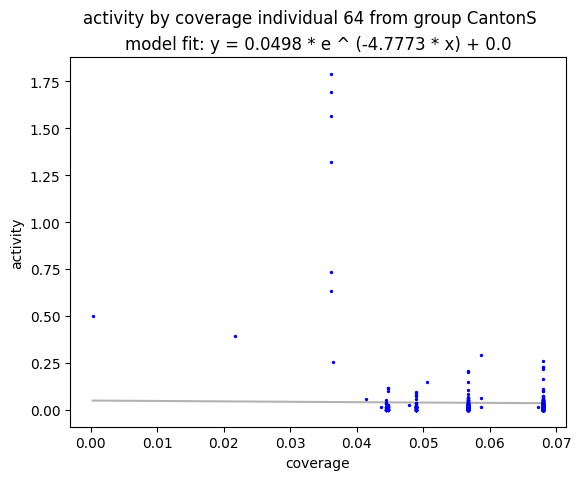 activity by coverage individual 64 from group CantonS
model fit: y = 0.0498 * e ^ (-4.7773 * x) + 0.0
1.75
1.50
1.25
1.00
0.75
0.50
0.25
0.00
activity
0.00 0.01 0.02 0.03 0.04 0.05 0.06 0.07
coverage